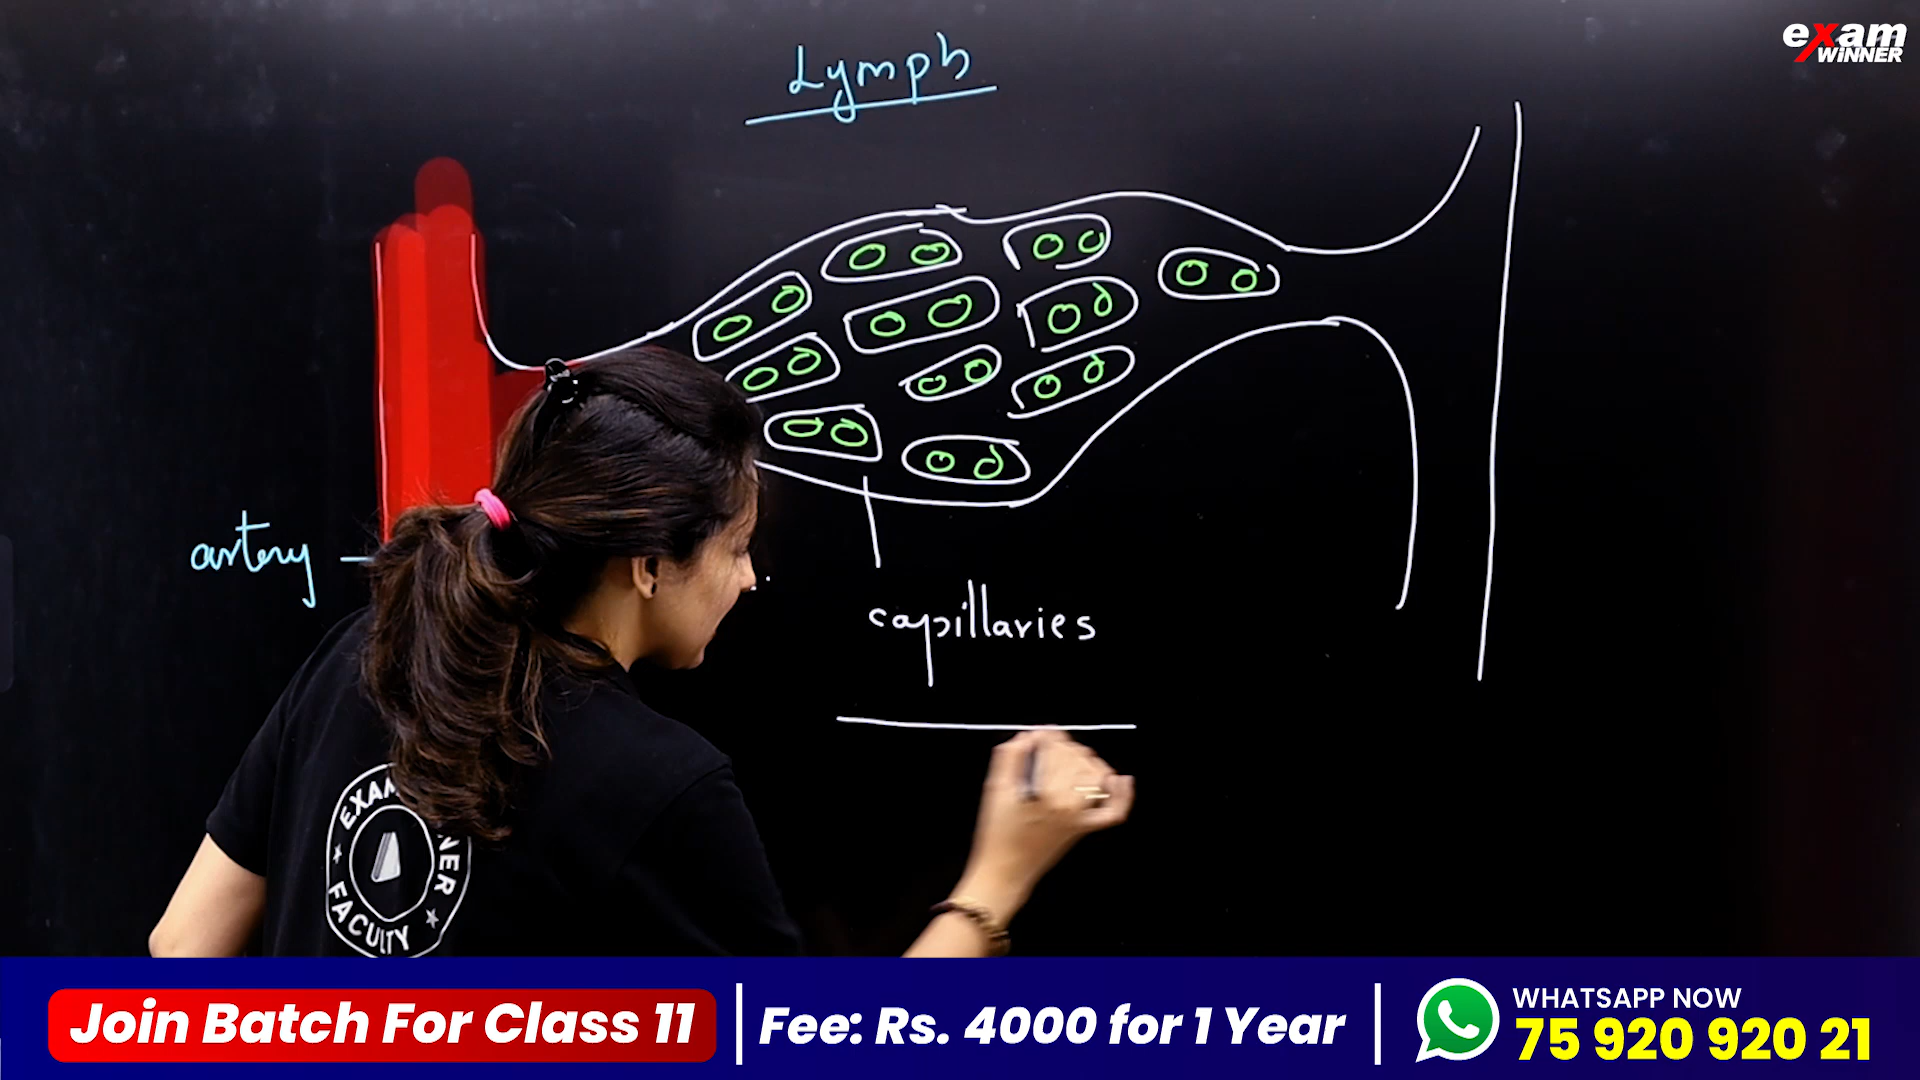 Lymph
exam
WINNER
artery
capillaries
EXAM
NER
FACULTY
Join Batch For Class 11
Fee: Rs. 4000 for 1 Year
WHATSAPP NOW
75 920 920 21